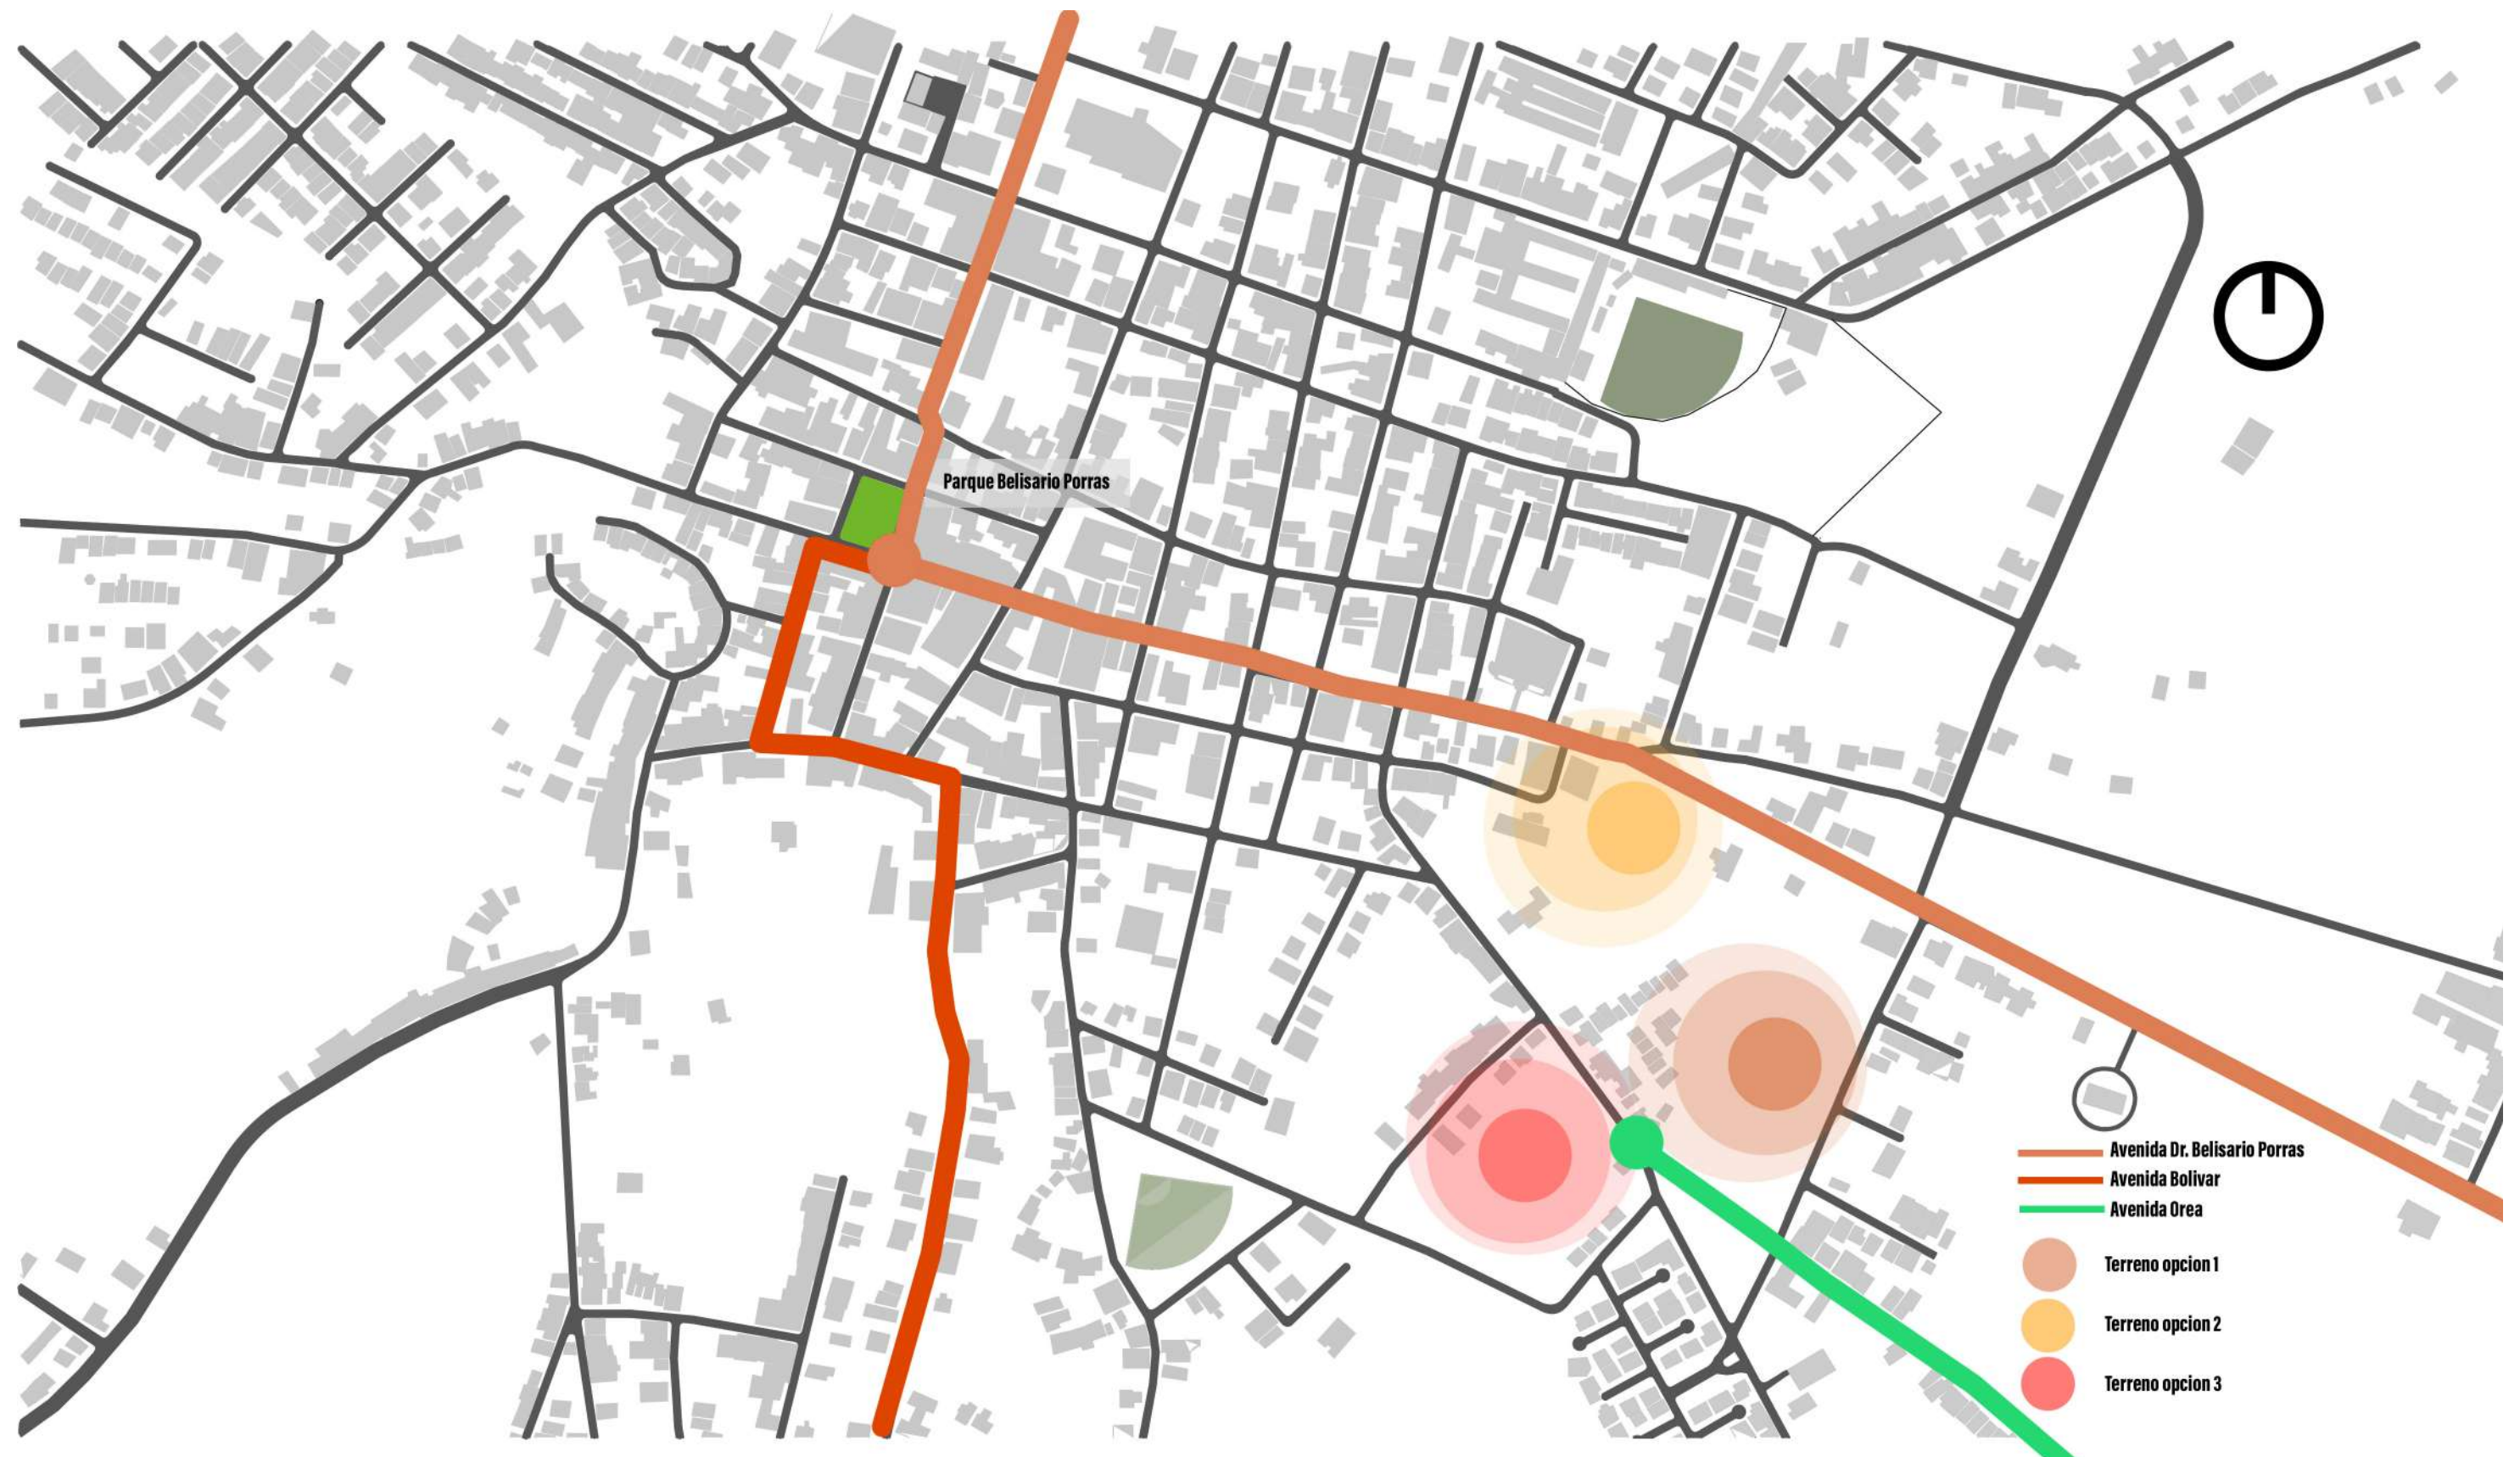 Parque Belisario Porras
Avenida Dr. Belisario Porras
Avenida Bolivar
Avenida Orea
Terreno opcion 1
Terreno opcion 2
Terreno opcion 3